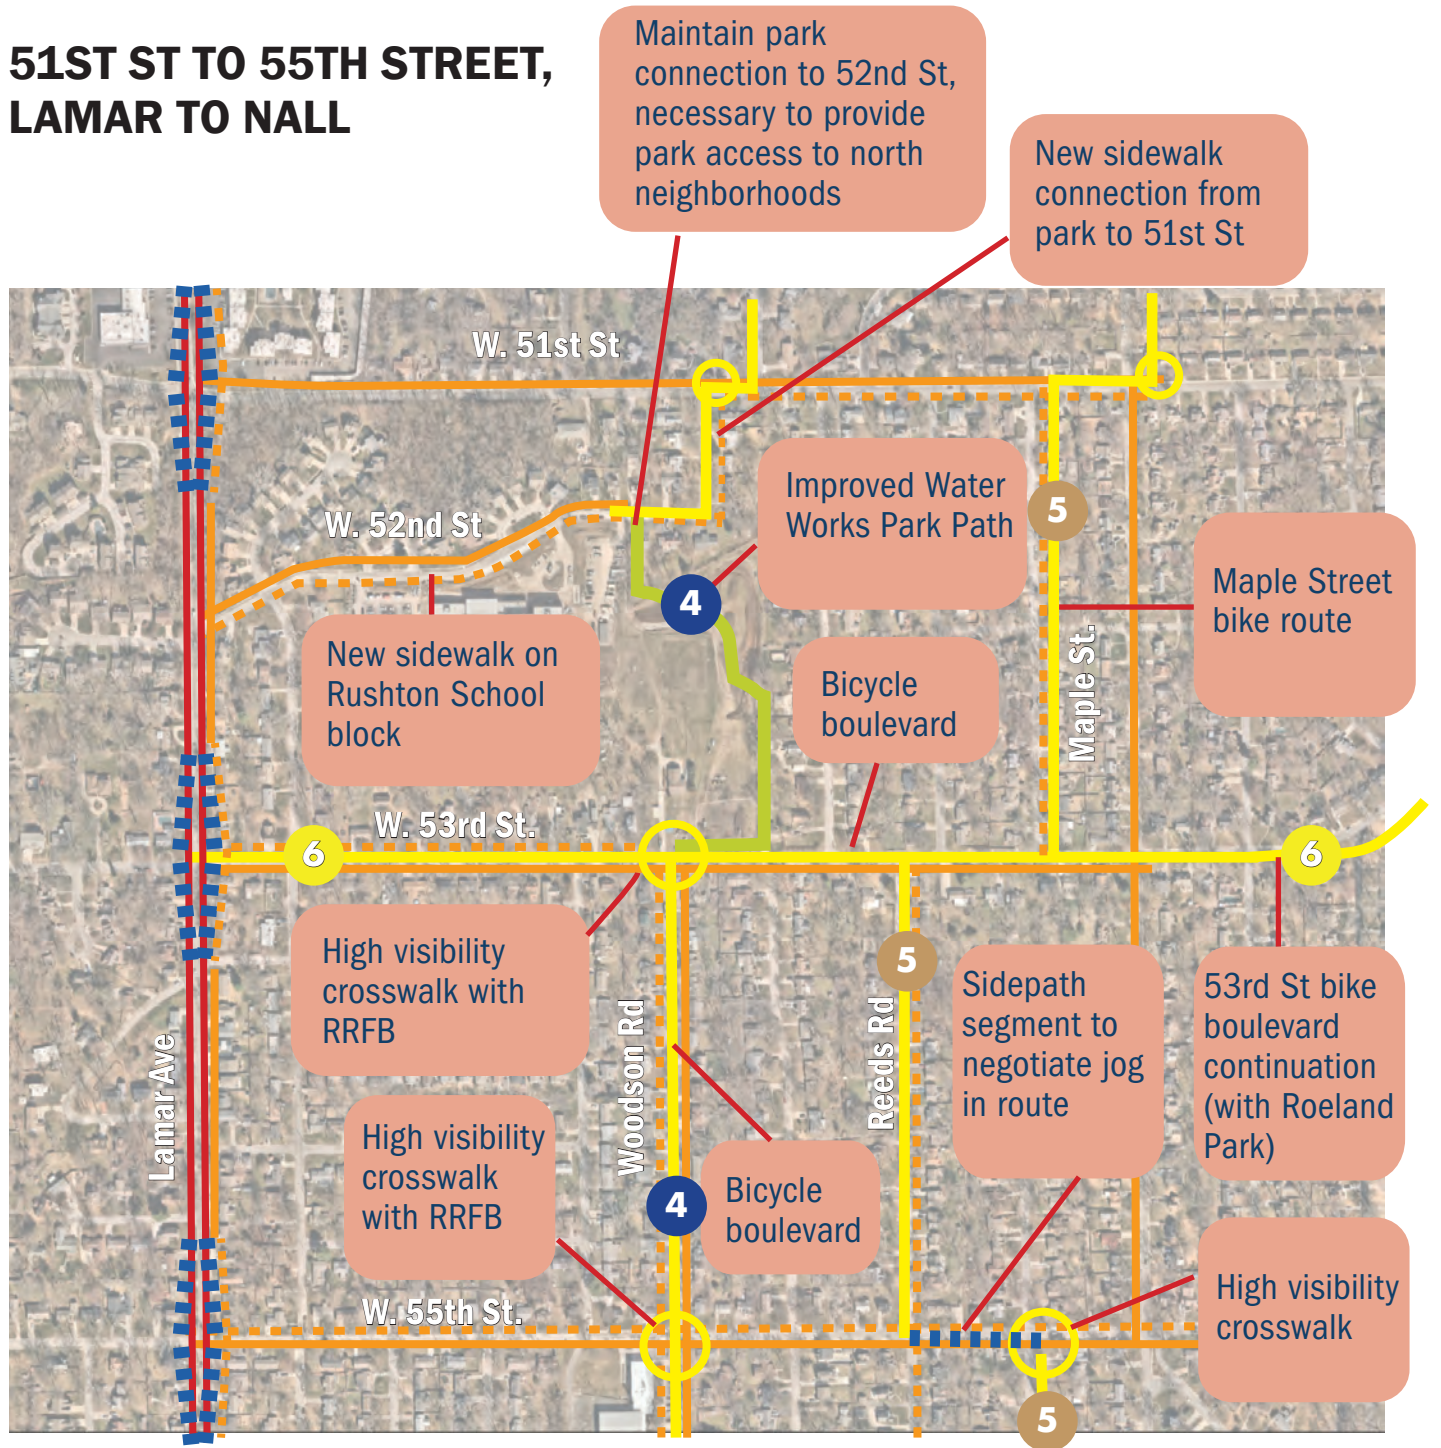 51ST ST TO 55TH STREET,
LAMAR TO NALL
Maintain park
connection to 52nd St,
necessary to provide
park access to north
neighborhoods
New sidewalk
connection from
park to 51st St
W. 51st St
Improved Water
Works Park Path
5
W. 52nd St
Maple Street
bike route
4
New sidewalk on
Rushton School
block
Bicycle
boulevard
Maple St.
W. 53rd St.
6
6
High visibility
crosswalk with
RRFB
5
Sidepath
segment to
negotiate jog
in route
53rd St bike
boulevard
continuation
(with Roeland
Park)
Lamar Ave
Woodson Rd
Reeds Rd
High visibility
crosswalk
with RRFB
4
Bicycle
boulevard
W. 55th St.
High visibility
crosswalk
5